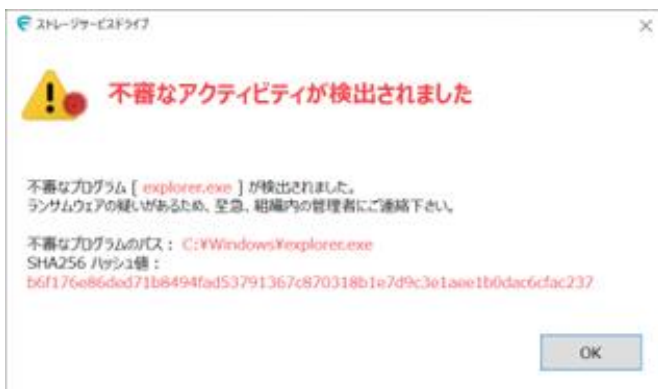 ストレージサービスドライブ
不審なアクティビティが検出されました
不審なプログラム [ explorer.exe ] が検出されました。
ランサムウェアの疑いがあるため、至急、組織内の管理者にご連絡下さい。
不審なプログラムのパス： C:¥Windows¥explorer.exe
SHA256 ハッシュ値：
b6f176e86ded71b8494fad53791367c870318b1e7d9c3e1aee1b0dac6cfac237
OK